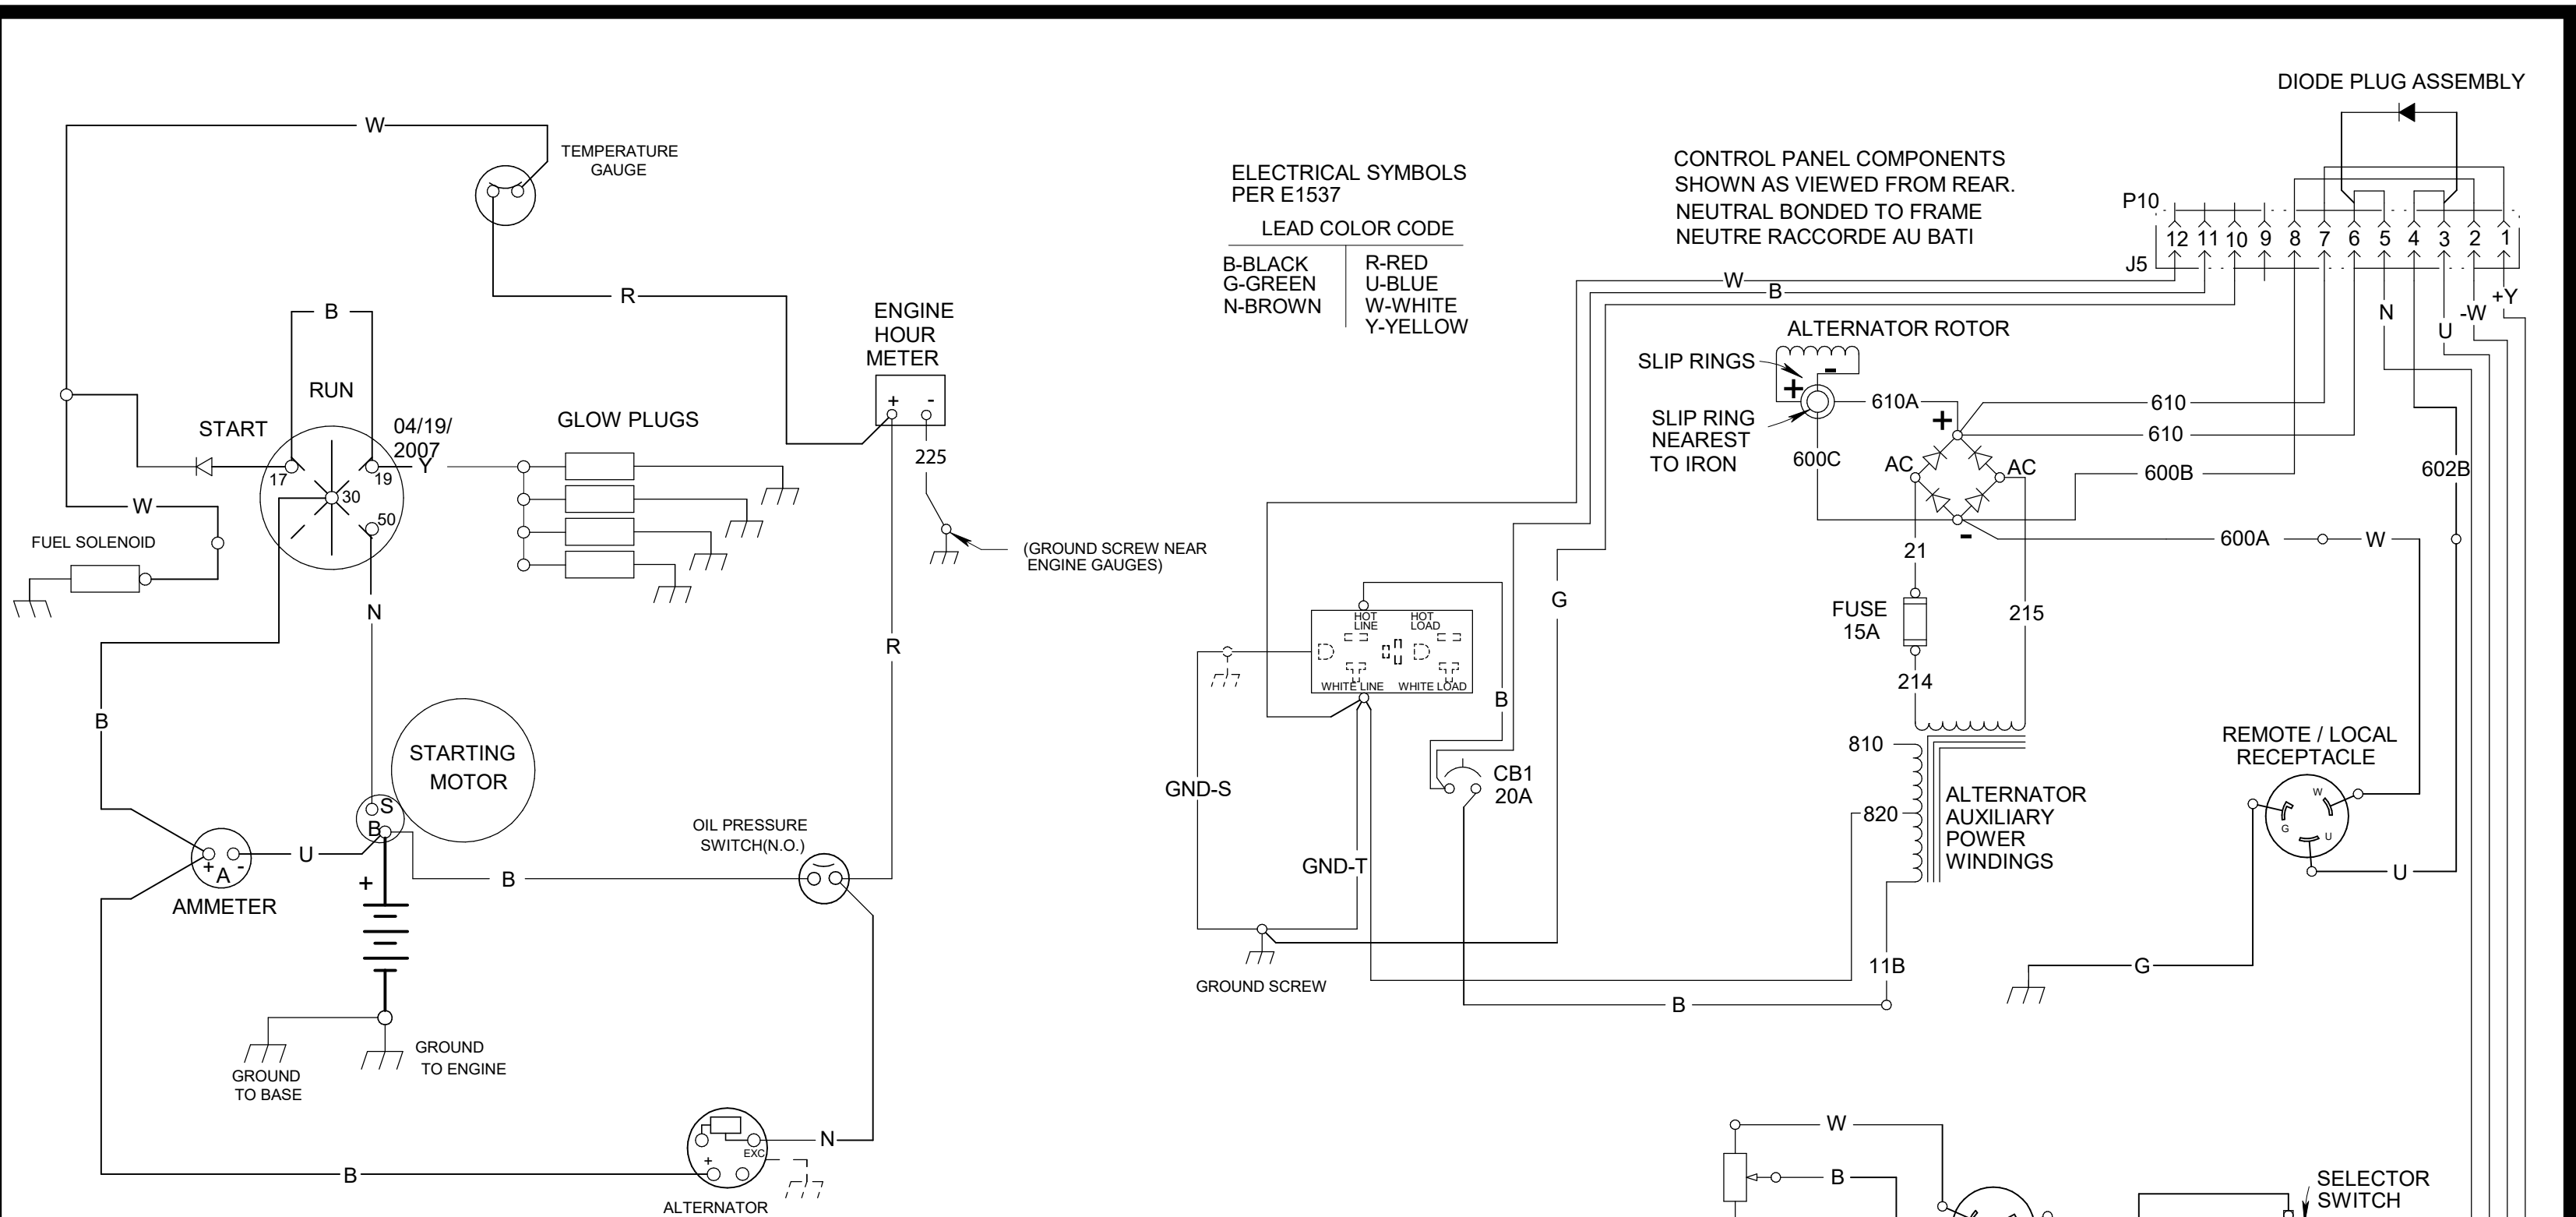 DIODE PLUG ASSEMBLY
W
TEMPERATURE
GAUGE
ELECTRICAL SYMBOLS
PER E1537
LEAD COLOR CODE
B-BLACK
G-GREEN
N-BROWN
R-RED
U-BLUE
W-WHITE
Y-YELLOW
CONTROL PANEL COMPONENTS
SHOWN AS VIEWED FROM REAR.
NEUTRAL BONDED TO FRAME
NEUTRE RACCORDE AU BATI
P10
12 11 10 9 8 7 6 5 4 3 2 1
J5
W
B
N
U
-W
+Y
R
B
RUN
START
04/19/
2007
Y
17
19
30
50
GLOW PLUGS
ENGINE
HOUR
METER
+ -
225
(GROUND SCREW NEAR
ENGINE GAUGES)
W
FUEL SOLENOID
N
R
B
STARTING
MOTOR
S
B
U
+
+ A -
AMMETER
B
OIL PRESSURE
SWITCH(N.O.)
GROUND
TO ENGINE
GROUND
TO BASE
N
EXC
+
B
ALTERNATOR
ALTERNATOR ROTOR
SLIP RINGS
+ -
SLIP RING
NEAREST
TO IRON
610A
600C
+
AC
AC
-
610
610
600B
602B
600A
W
21
FUSE
15A
214
215
G
HOT
LINE
HOT
LOAD
WHITE LINE
WHITE LOAD
B
CB1
20A
GND-S
GND-T
GROUND SCREW
810
820
ALTERNATOR
AUXILIARY
POWER
WINDINGS
11B
B
REMOTE / LOCAL
RECEPTACLE
W
G
U
U
G
W
B
SELECTOR
SWITCH